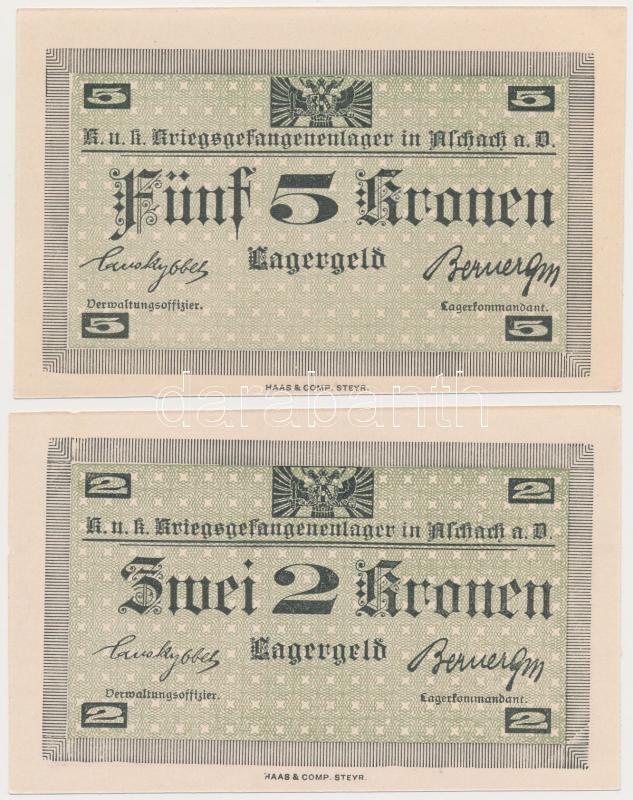 5 5
K. u. k. Kriegsgefangenenlager in Aschach a. D.
Fünf 5 Kronen
Lagergeld
Verwaltungsoffizier. Lagerkommandant.
5 5
HAAS & COMP. STEYR.
darabanth
2 2
K. u. k. Kriegsgefangenenlager in Aschach a. D.
Zwei 2 Kronen
Lagergeld
Verwaltungsoffizier. Lagerkommandant.
2 2
HAAS & COMP. STEYR.